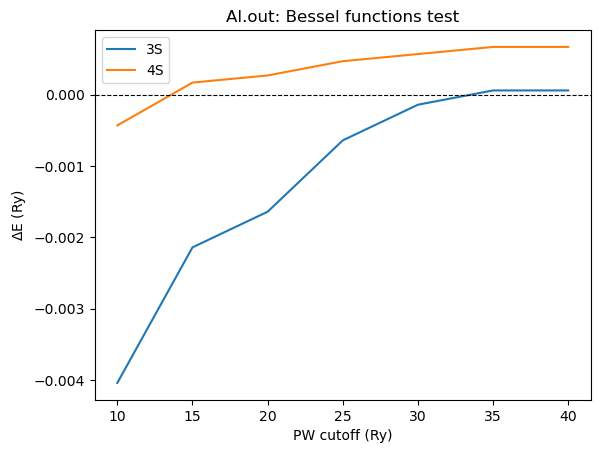 Al.out: Bessel functions test
3S
4S
0.000
−0.001
−0.002
−0.003
−0.004
ΔE (Ry)
10 15 20 25 30 35 40
PW cutoff (Ry)